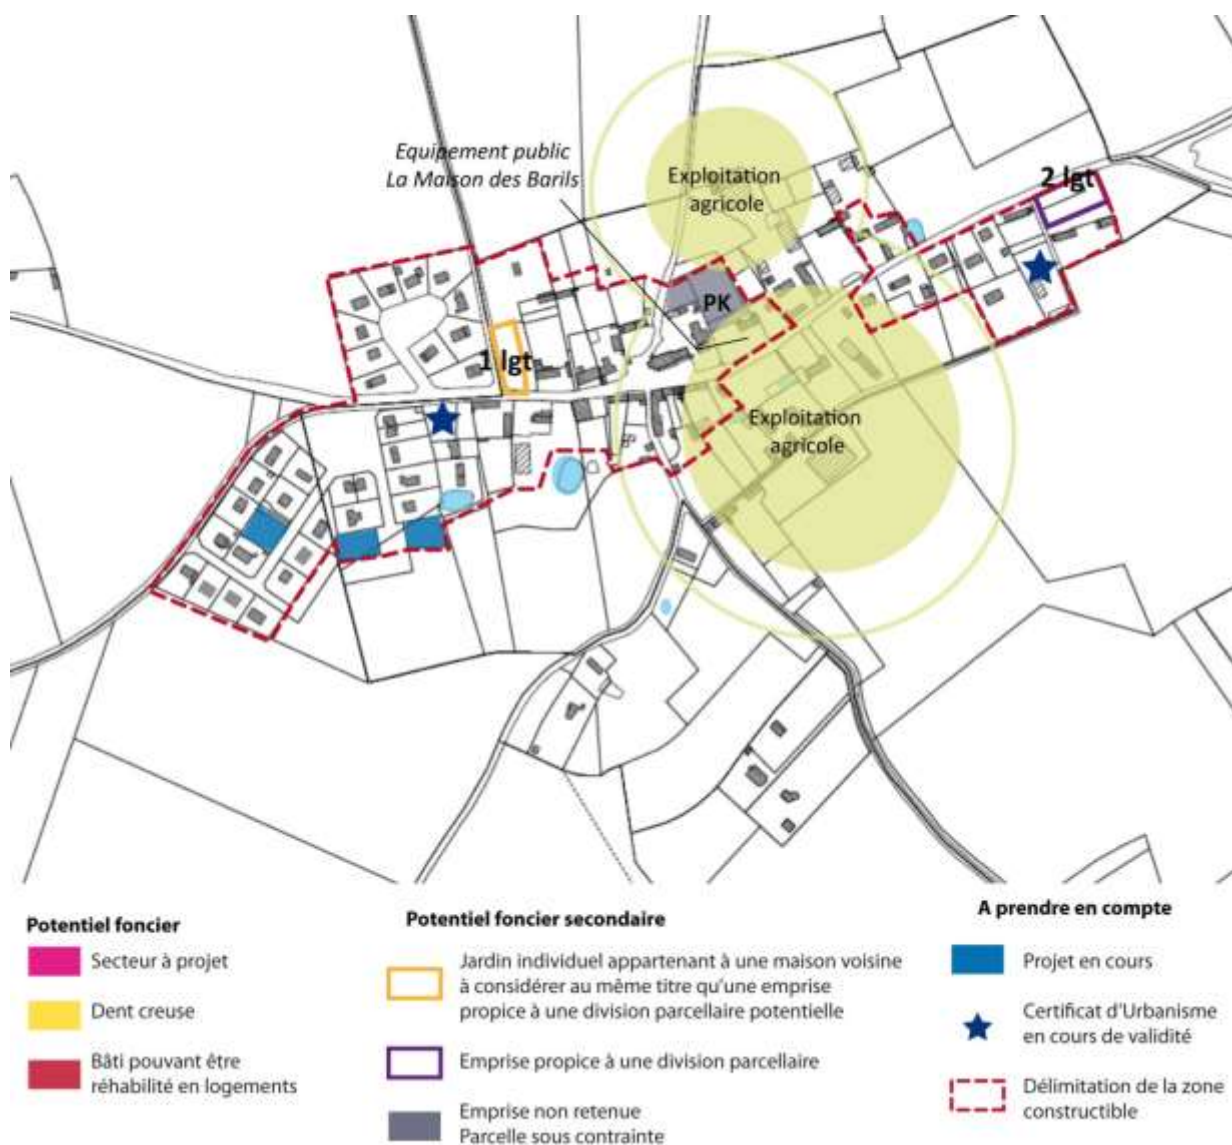 Equipement public
La Maison des Barils
Exploitation
agricole
2 lgt
PK
1 lgt
Exploitation
agricole
Potentiel foncier
Secteur à projet
Dent creuse
Bâti pouvant être
réhabilité en logements
Potentiel foncier secondaire
Jardin individuel appartenant à une maison voisine
à considérer au même titre qu'une emprise
propice à une division parcellaire potentielle
Emprise propice à une division parcellaire
Emprise non retenue
Parcelle sous contrainte
A prendre en compte
Projet en cours
Certificat d'Urbanisme
en cours de validité
Délimitation de la zone
constructible